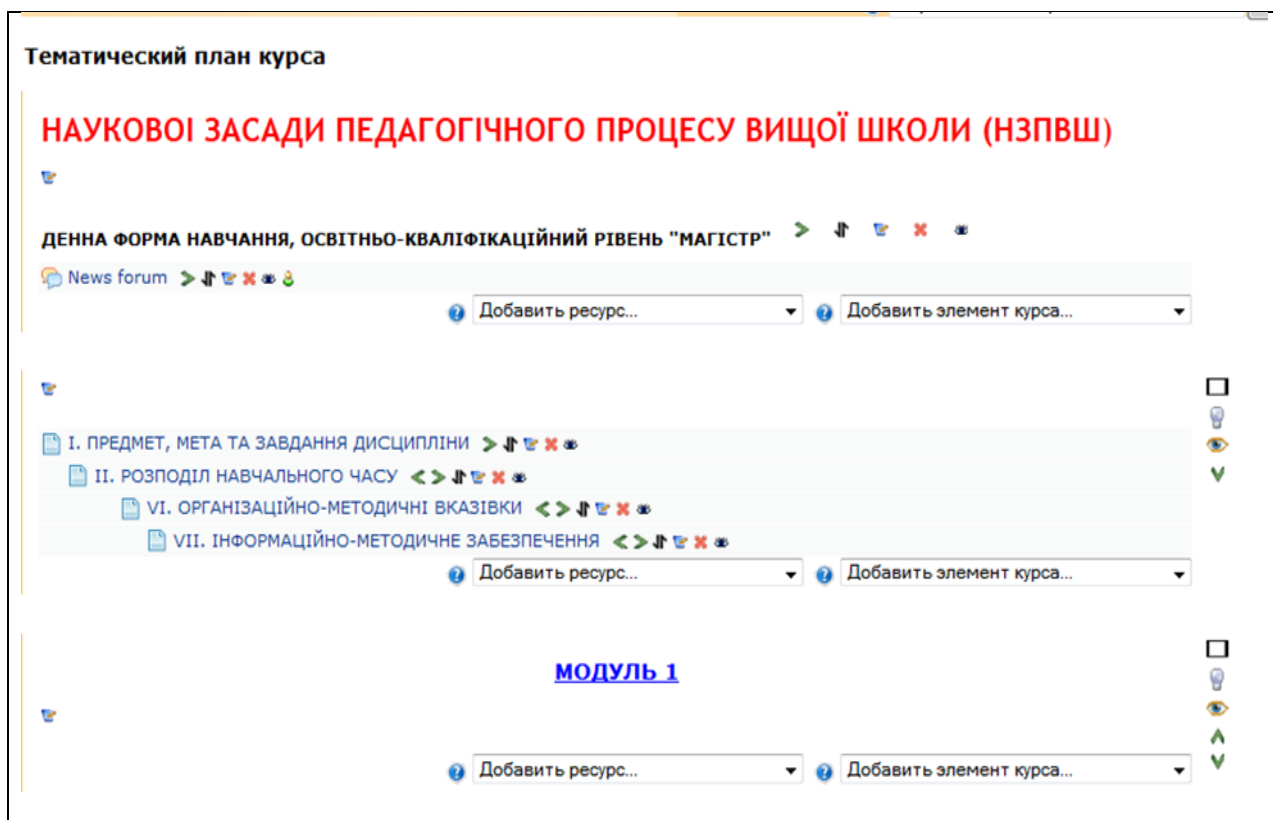 Тематический план курса
НАУКОВОІ ЗАСАДИ ПЕДАГОГІЧНОГО ПРОЦЕСУ ВИЩОЇ ШКОЛИ (НЗПВШ)
ДЕННА ФОРМА НАВЧАННЯ, ОСВІТНЬО-КВАЛІФІКАЦІЙНИЙ РІВЕНЬ "МАГІСТР"
News forum
Добавить ресурс... Добавить элемент курса...
І. ПРЕДМЕТ, МЕТА ТА ЗАВДАННЯ ДИСЦИПЛІНИ
ІІ. РОЗПОДІЛ НАВЧАЛЬНОГО ЧАСУ
VI. ОРГАНІЗАЦІЙНО-МЕТОДИЧНІ ВКАЗІВКИ
VII. ІНФОРМАЦІЙНО-МЕТОДИЧНЕ ЗАБЕЗПЕЧЕННЯ
Добавить ресурс... Добавить элемент курса...
МОДУЛЬ 1
Добавить ресурс... Добавить элемент курса...